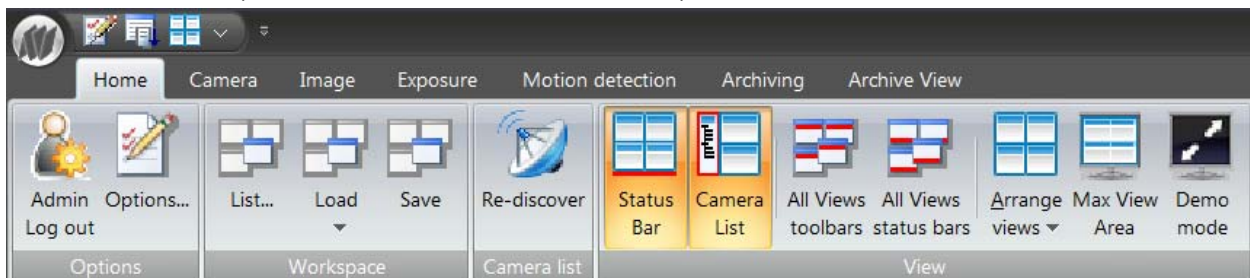 Home Camera Image Exposure Motion detection Archiving Archive View
Admin Options... List... Load Save Re-discover Status Camera All Views All Views Arrange Max View Demo
Log out Bar List toolbars status bars views Area mode
Options Workspace Camera list View